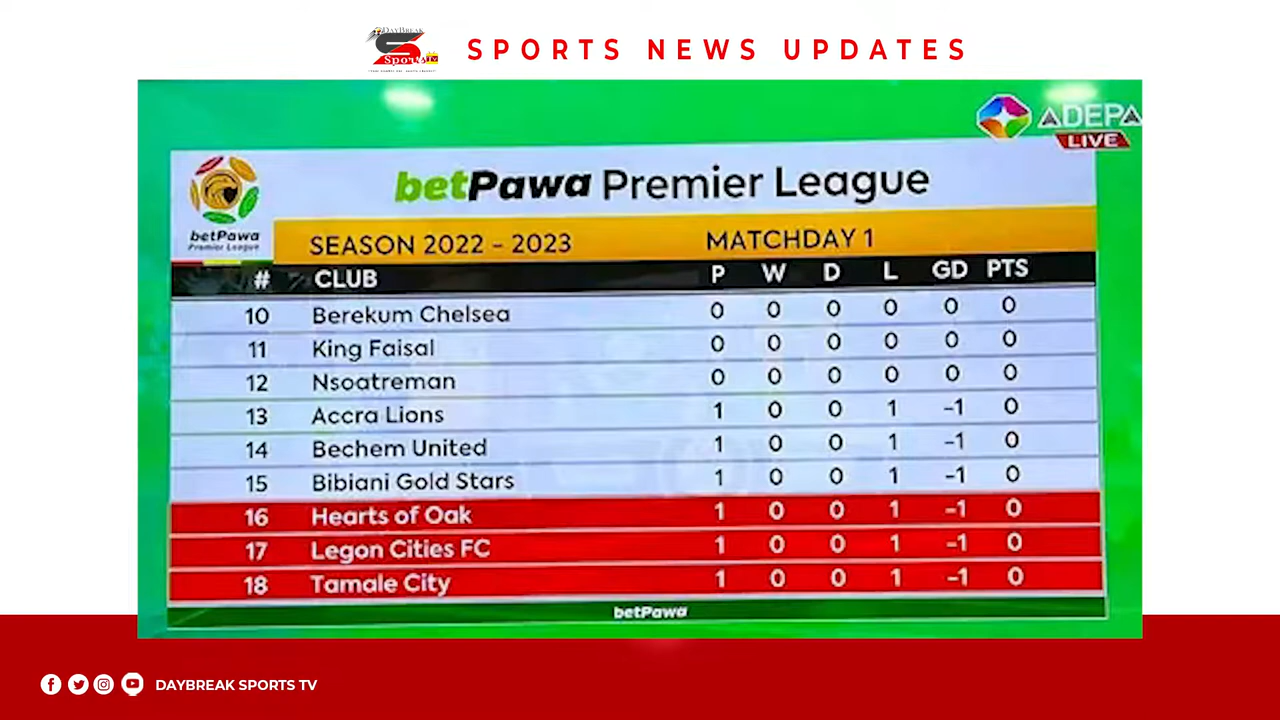 DAYBREAK
Sports TV
SPORTS NEWS UPDATES
ADEPA
LIVE
betPawa Premier League
betPawa
Premier League
SEASON 2022 - 2023 MATCHDAY 1
# CLUB P W D L GD PTS
10 Berekum Chelsea 0 0 0 0 0 0
11 King Faisal 0 0 0 0 0 0
12 Nsoatreman 0 0 0 0 0 0
13 Accra Lions 1 0 0 1 -1 0
14 Bechem United 1 0 0 1 -1 0
15 Bibiani Gold Stars 1 0 0 1 -1 0
16 Hearts of Oak 1 0 0 1 -1 0
17 Legon Cities FC 1 0 0 1 -1 0
18 Tamale City 1 0 0 1 -1 0
betPawa
DAYBREAK SPORTS TV